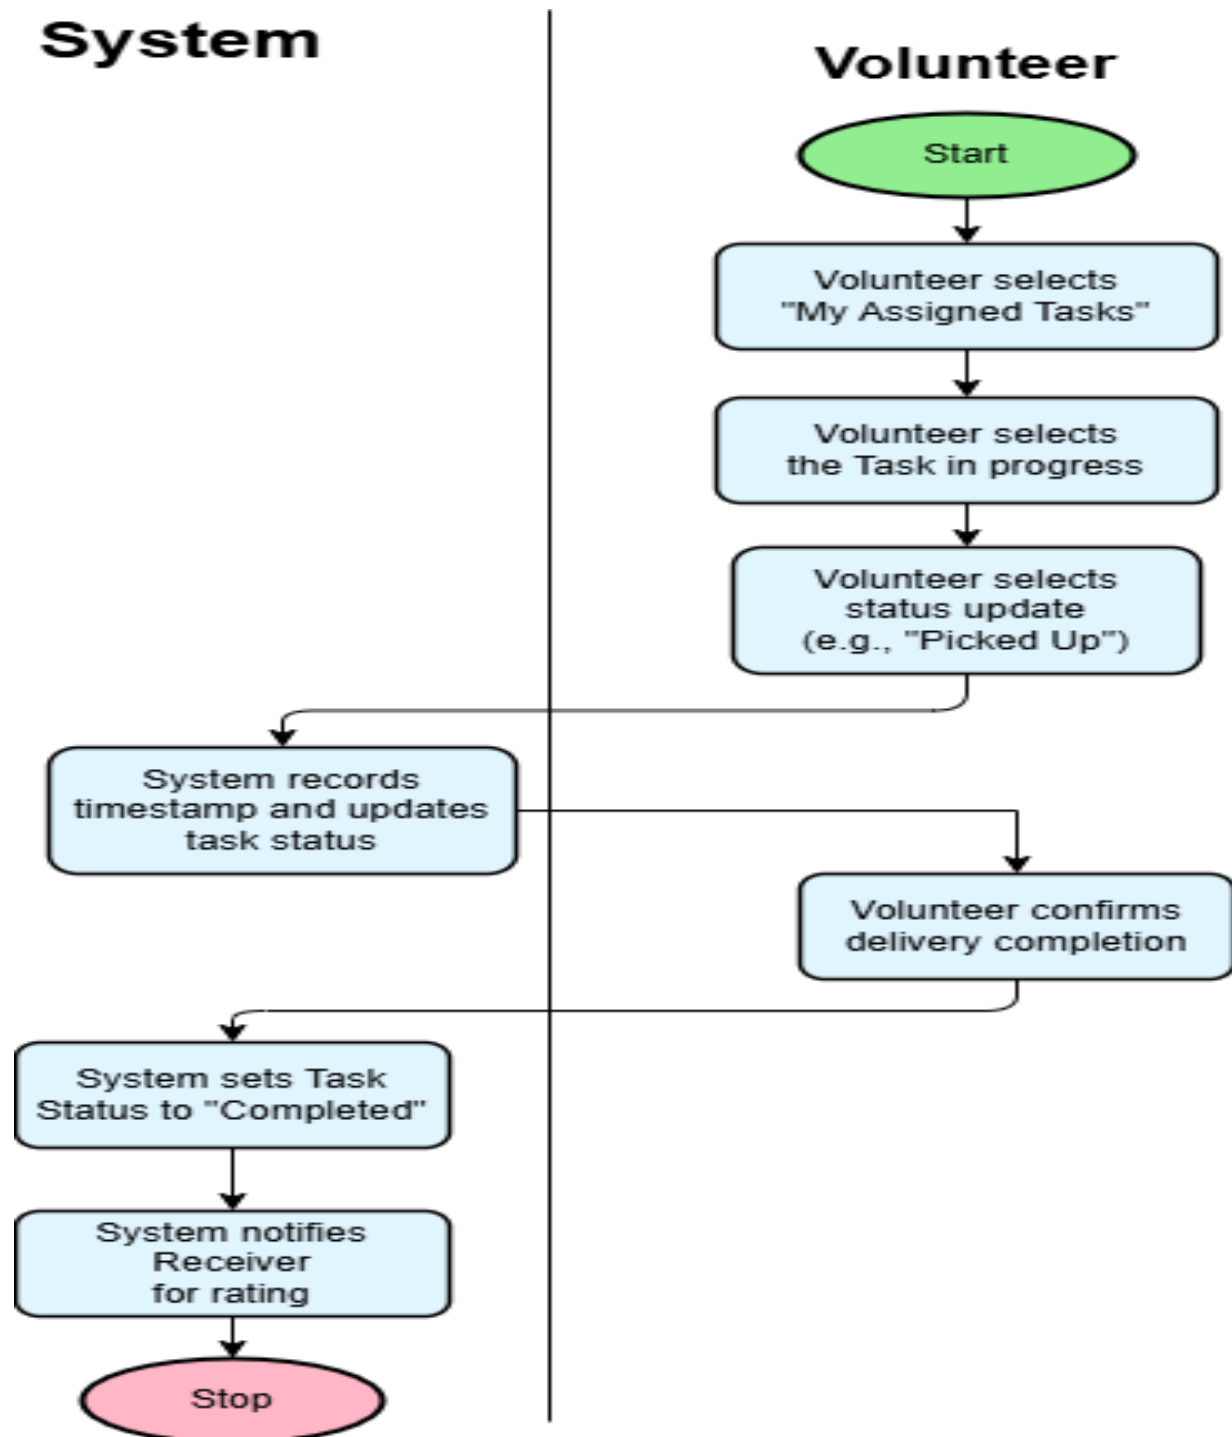 System
Volunteer
Start
Volunteer selects
"My Assigned Tasks"
Volunteer selects
the Task in progress
Volunteer selects
status update
(e.g., "Picked Up")
System records
timestamp and updates
task status
Volunteer confirms
delivery completion
System sets Task
Status to "Completed"
System notifies
Receiver
for rating
Stop